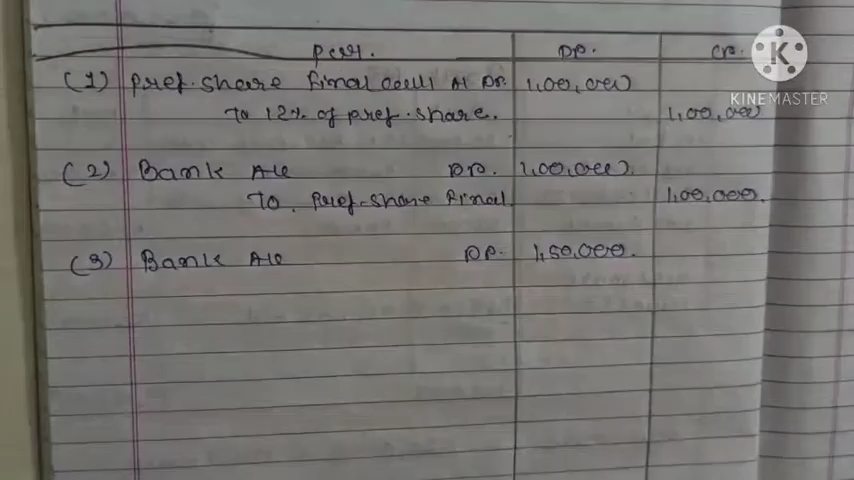 Par. Dr. Cr.
(1) Pref. share Final call A/c Dr. 1,00,000
To 12% of pref. share. 1,00,000
(2) Bank A/c Dr. 1,00,000
To Pref. share Final 1,00,000.
(3) Bank A/c Dr. 1,50,000.
KINEMASTER